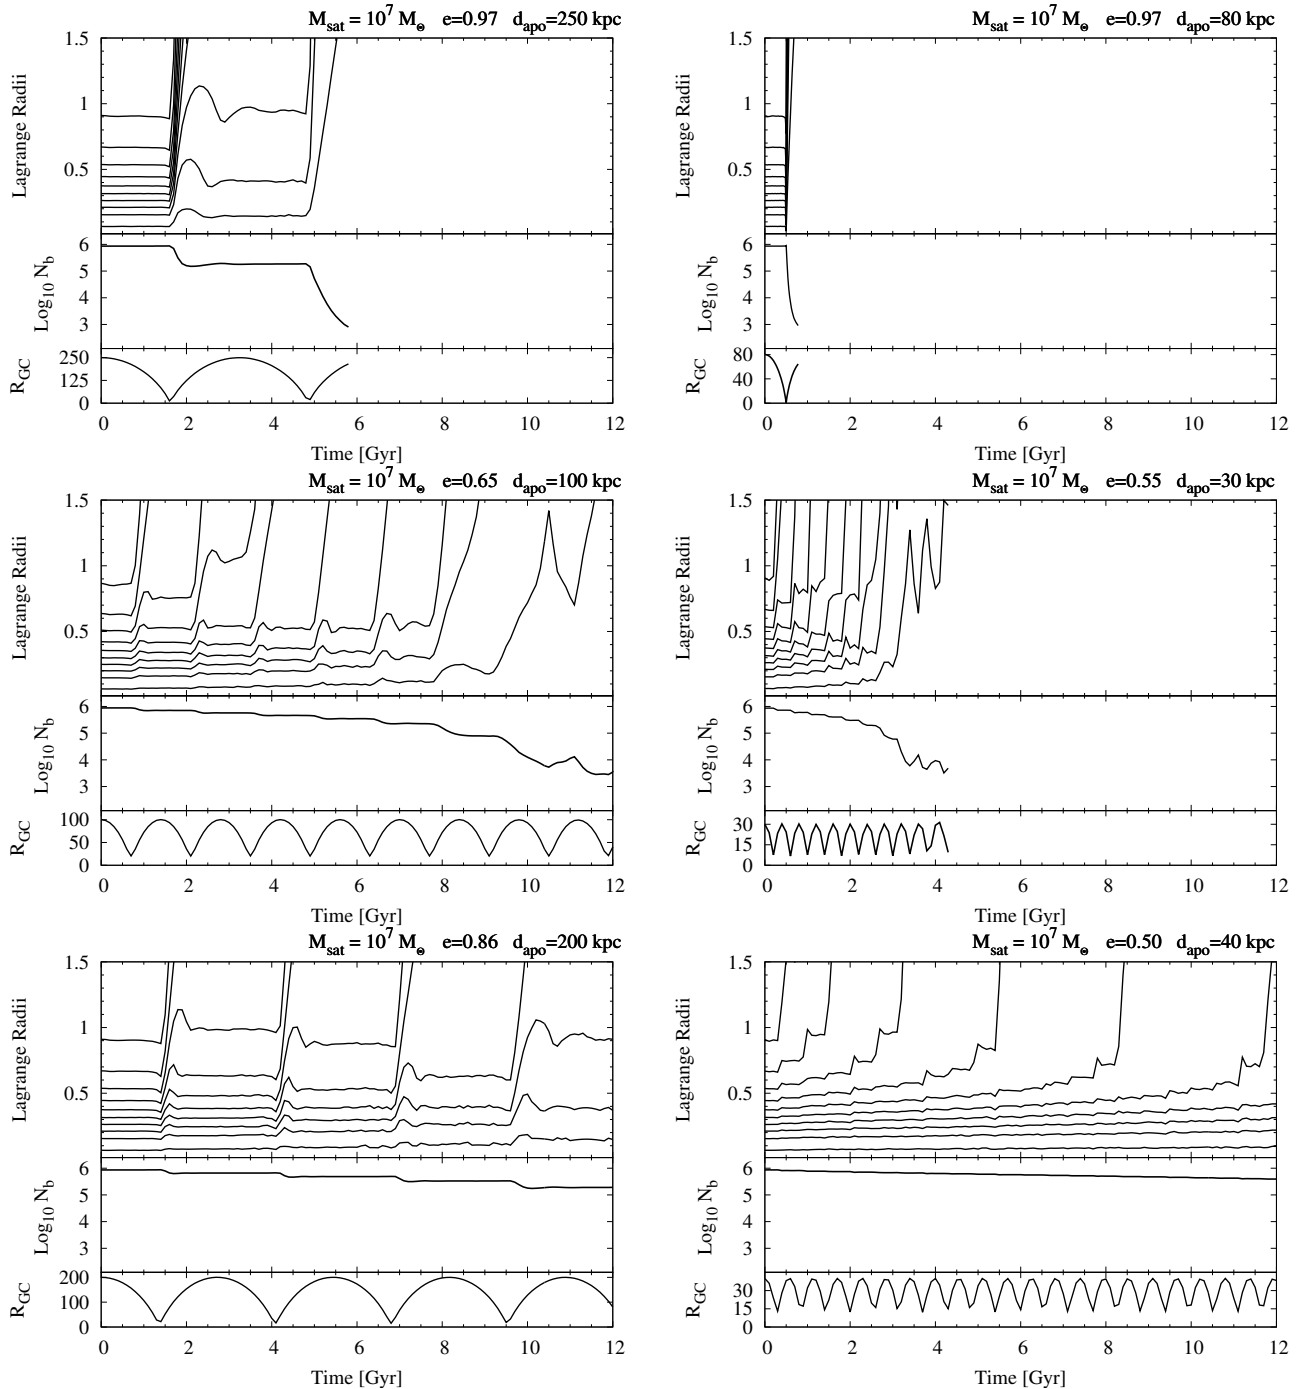 M_sat = 10^7 M_⊙ e=0.97 d_apo=250 kpc
1.5
1
0.5
Lagrange Radii
6
5
4
3
Log_10 N_b
250
125
0
R_GC
0 2 4 6 8 10 12
Time [Gyr]
M_sat = 10^7 M_⊙ e=0.97 d_apo=80 kpc
1.5
1
0.5
Lagrange Radii
6
5
4
3
Log_10 N_b
80
40
0
R_GC
0 2 4 6 8 10 12
Time [Gyr]
M_sat = 10^7 M_⊙ e=0.65 d_apo=100 kpc
1.5
1
0.5
Lagrange Radii
6
5
4
3
Log_10 N_b
100
50
0
R_GC
0 2 4 6 8 10 12
Time [Gyr]
M_sat = 10^7 M_⊙ e=0.55 d_apo=30 kpc
1.5
1
0.5
Lagrange Radii
6
5
4
3
Log_10 N_b
30
15
0
R_GC
0 2 4 6 8 10 12
Time [Gyr]
M_sat = 10^7 M_⊙ e=0.86 d_apo=200 kpc
1.5
1
0.5
Lagrange Radii
6
5
4
3
Log_10 N_b
200
100
0
R_GC
0 2 4 6 8 10 12
Time [Gyr]
M_sat = 10^7 M_⊙ e=0.50 d_apo=40 kpc
1.5
1
0.5
Lagrange Radii
6
5
4
3
Log_10 N_b
30
15
0
R_GC
0 2 4 6 8 10 12
Time [Gyr]